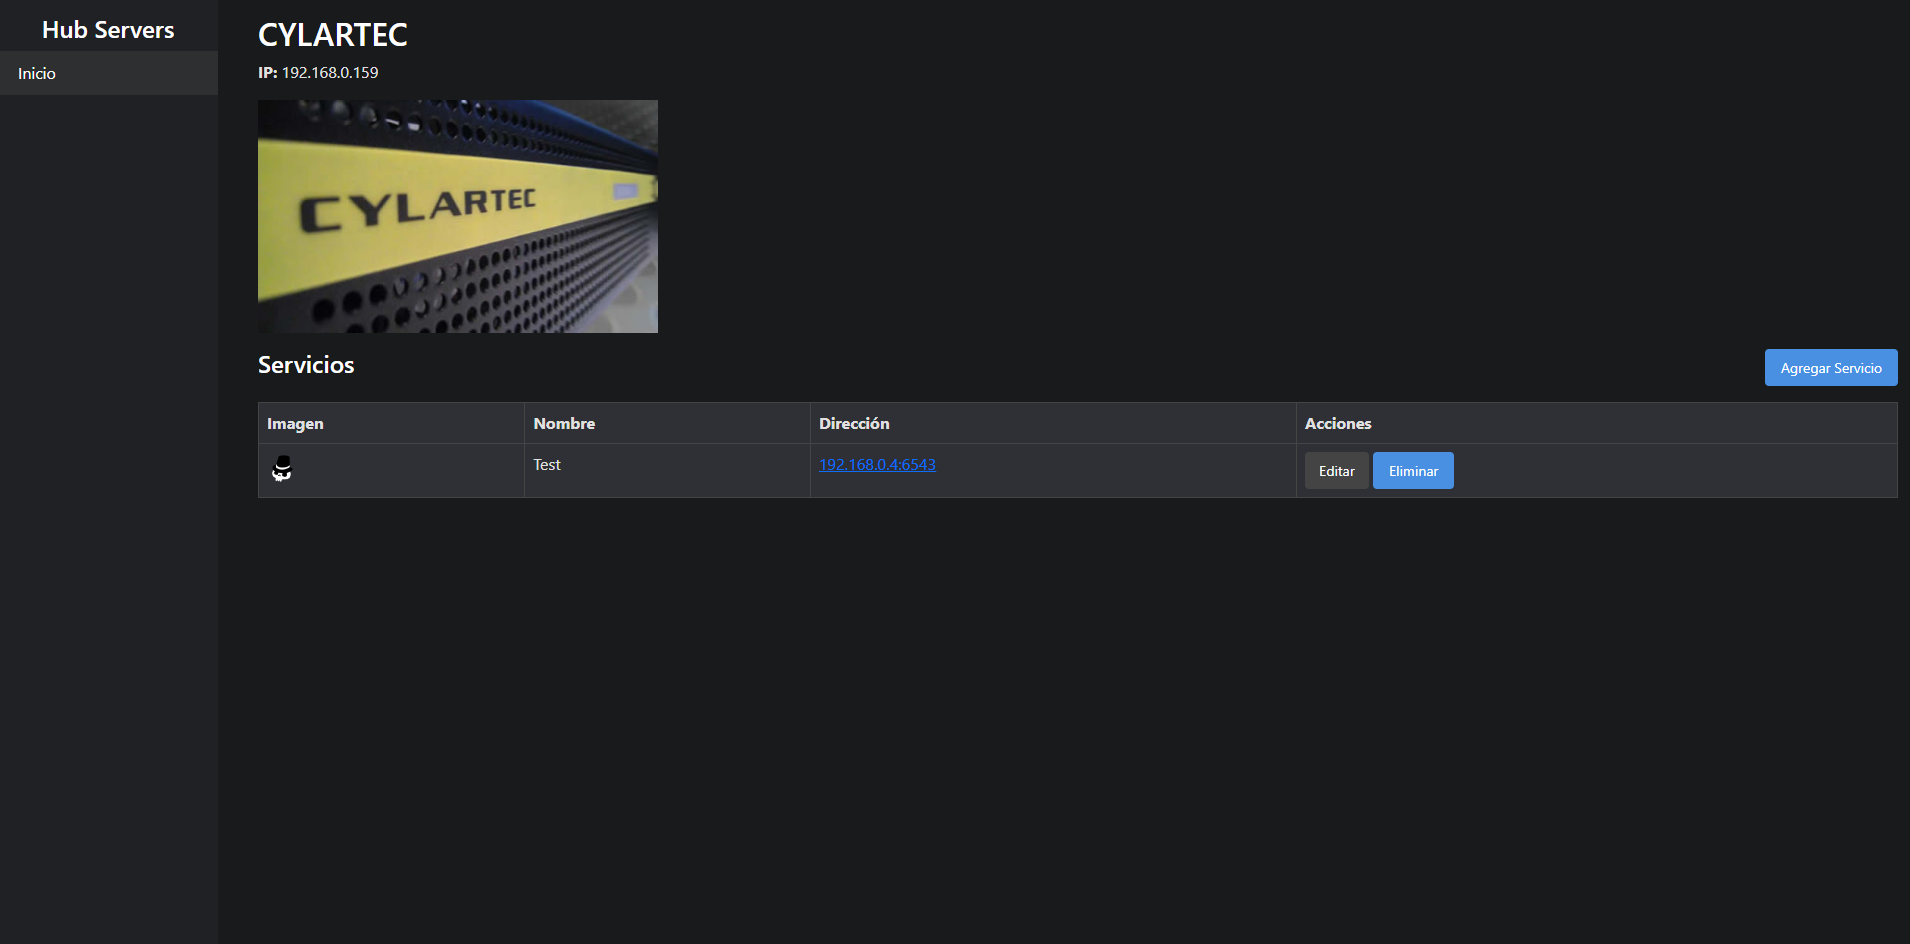 Hub Servers
Inicio
CYLARTEC
IP: 192.168.0.159
CYLARTEC
Servicios
Agregar Servicio
Imagen Nombre Dirección Acciones
Test 192.168.0.4:6543 Editar Eliminar